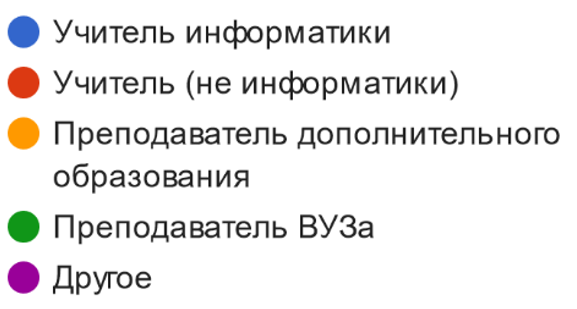 Учитель информатики
Учитель (не информатики)
Преподаватель дополнительного
образования
Преподаватель ВУЗа
Другое